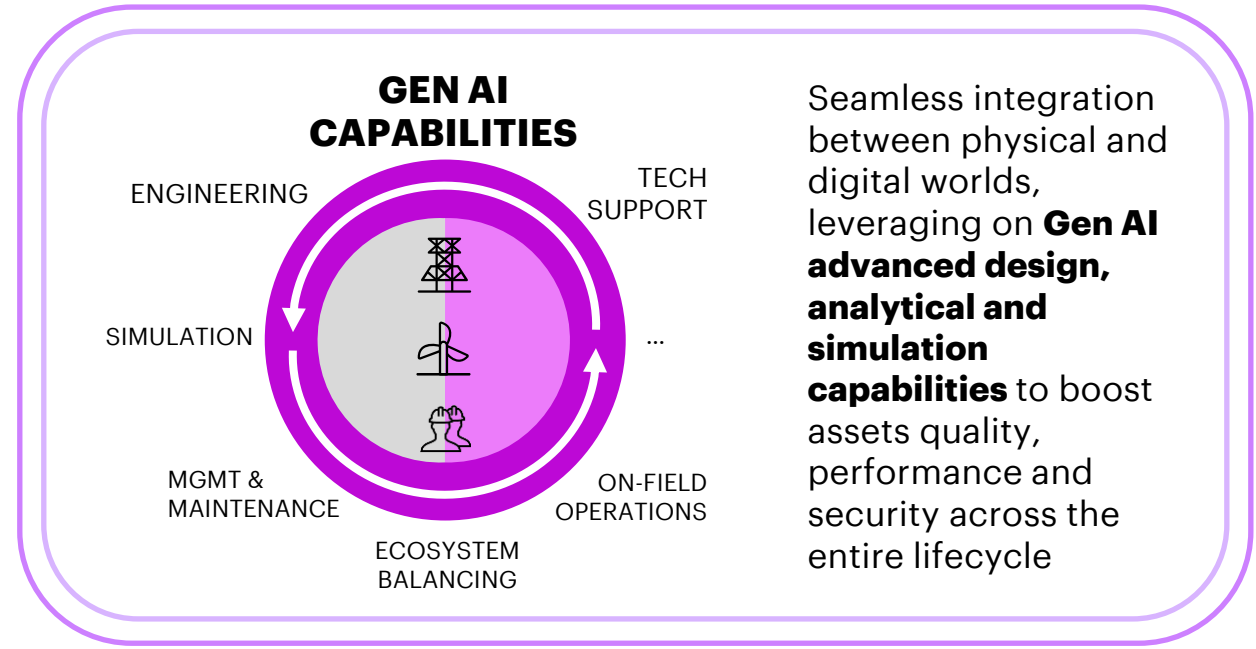 GEN AI
CAPABILITIES
ENGINEERING
TECH
SUPPORT
SIMULATION
...
MGMT &
MAINTENANCE
ON-FIELD
OPERATIONS
ECOSYSTEM
BALANCING
Seamless integration
between physical and
digital worlds,
leveraging on Gen AI
advanced design,
analytical and
simulation
capabilities to boost
assets quality,
performance and
security across the
entire lifecycle